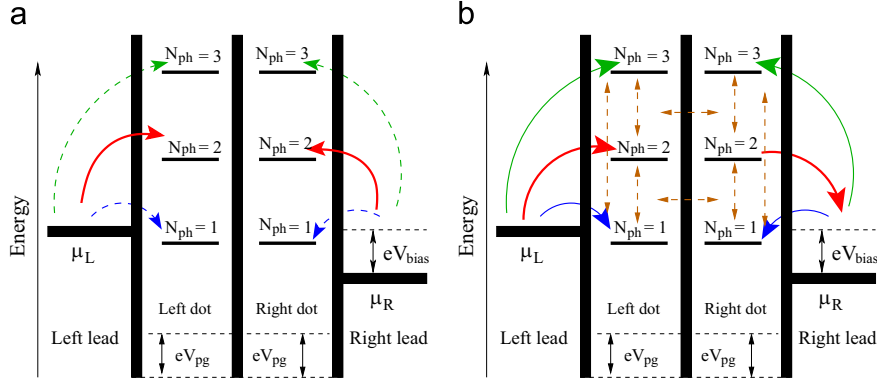 a
N_ph = 3
N_ph = 3
N_ph = 2
N_ph = 2
N_ph = 1
N_ph = 1
Energy
μ_L
eV_bias
μ_R
Left dot
Right dot
Left lead
Right lead
eV_pg
eV_pg
b
N_ph = 3
N_ph = 3
N_ph = 2
N_ph = 2
N_ph = 1
N_ph = 1
Energy
μ_L
eV_bias
μ_R
Left dot
Right dot
Left lead
Right lead
eV_pg
eV_pg